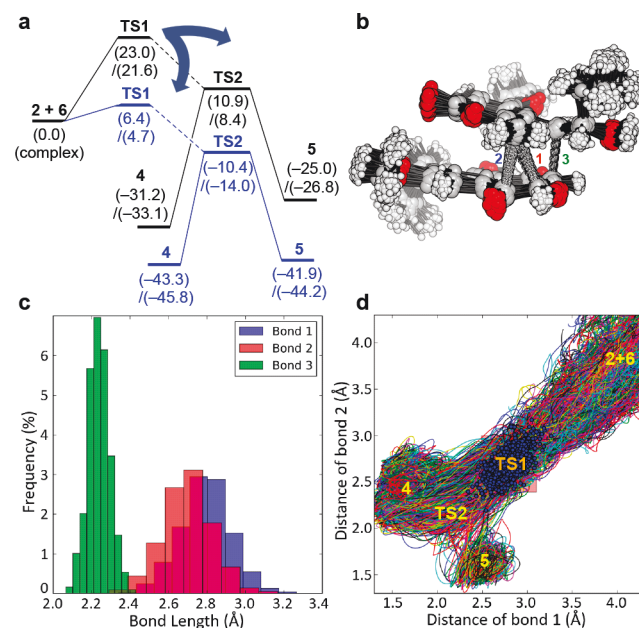 a
TS1
(23.0)
/(21.6)
2 + 6
(0.0)
(complex)
TS1
(6.4)
/(4.7)
TS2
(10.9)
/(8.4)
TS2
(–10.4)
/(–14.0)
4
(–31.2)
/(–33.1)
5
(–25.0)
/(–26.8)
4
(–43.3)
/(–45.8)
5
(–41.9)
/(–44.2)
b
2 1 3
c
Bond 1
Bond 2
Bond 3
Frequency (%)
7
6
5
4
3
2
1
0
2.0 2.2 2.4 2.6 2.8 3.0 3.2 3.4
Bond Length (Å)
d
Distance of bond 2 (Å)
4.0
3.5
3.0
2.5
2.0
1.5
2+6
TS1
4
TS2
5
1.5 2.0 2.5 3.0 3.5 4.0
Distance of bond 1 (Å)